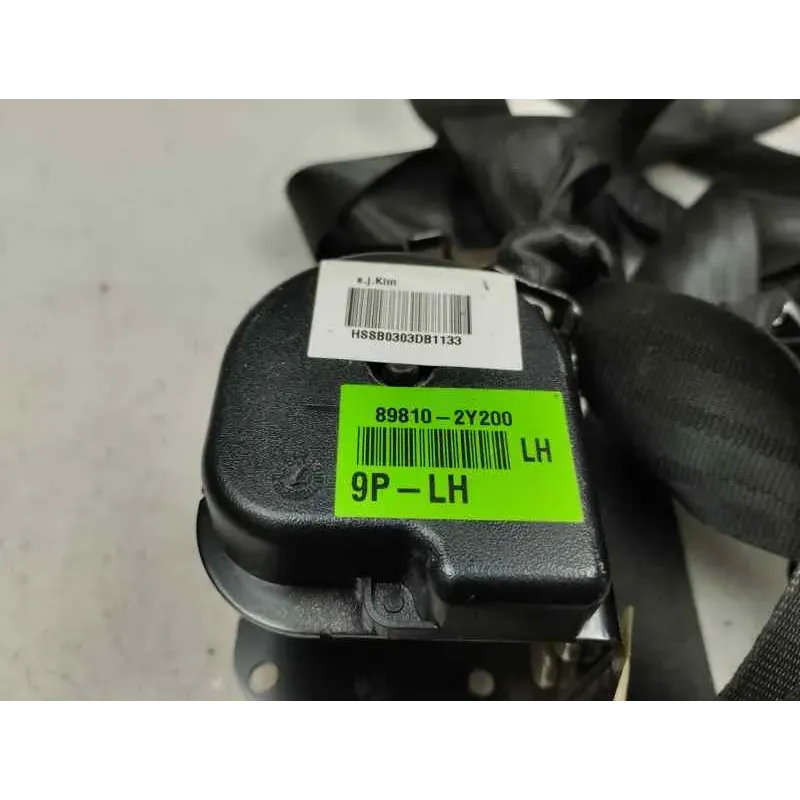 s.j.Kim
HSSB0303DB1133
89810-2Y200
LH
9P-LH